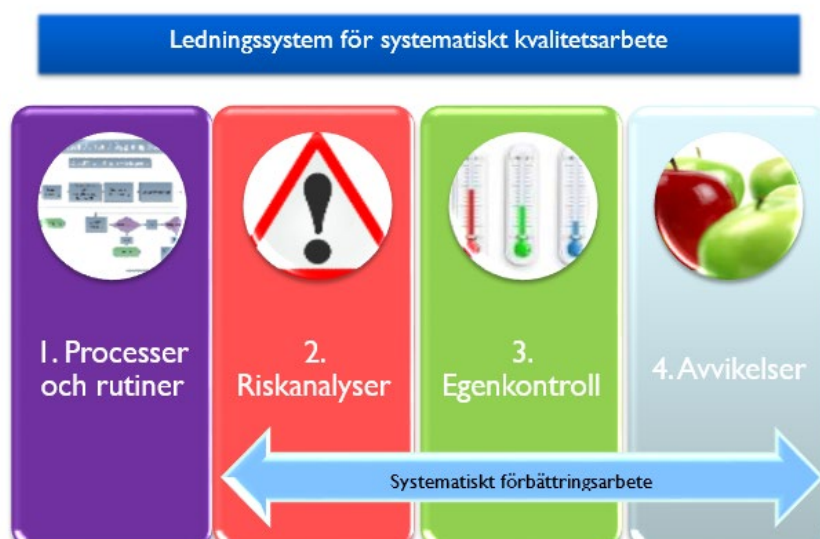 Ledningssystem för systematiskt kvalitetsarbete
1. Processer
och rutiner
2.
Riskanalyser
3.
Egenkontroll
4. Avvikelser
Systematiskt förbättringsarbete